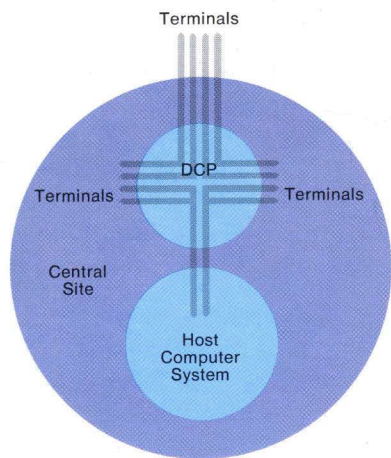 Terminals
DCP
Terminals
Terminals
Central
Site
Host
Computer
System